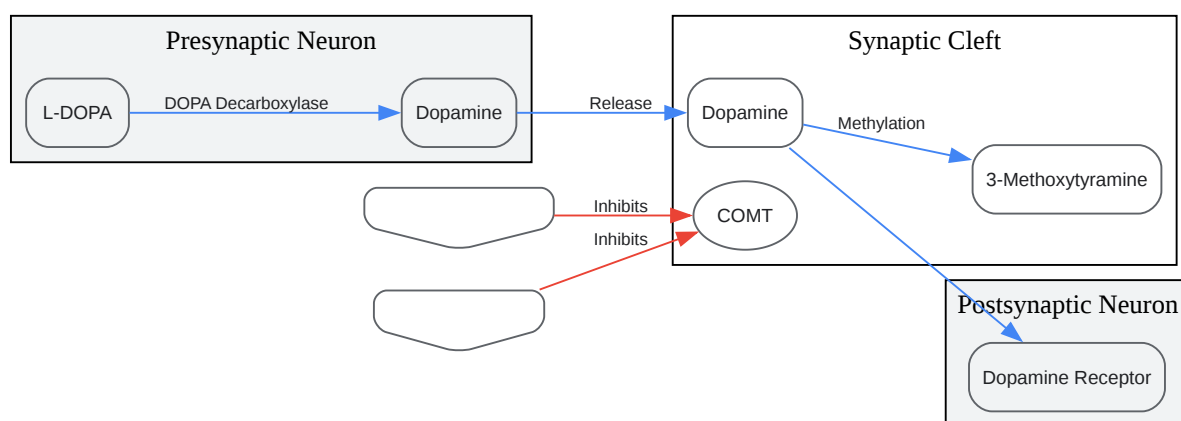 Presynaptic Neuron
Synaptic Cleft
L-DOPA
DOPA Decarboxylase
Dopamine
Release
Dopamine
Methylation
3-Methoxytyramine
Inhibits
COMT
Inhibits
Postsynaptic Neuron
Dopamine Receptor